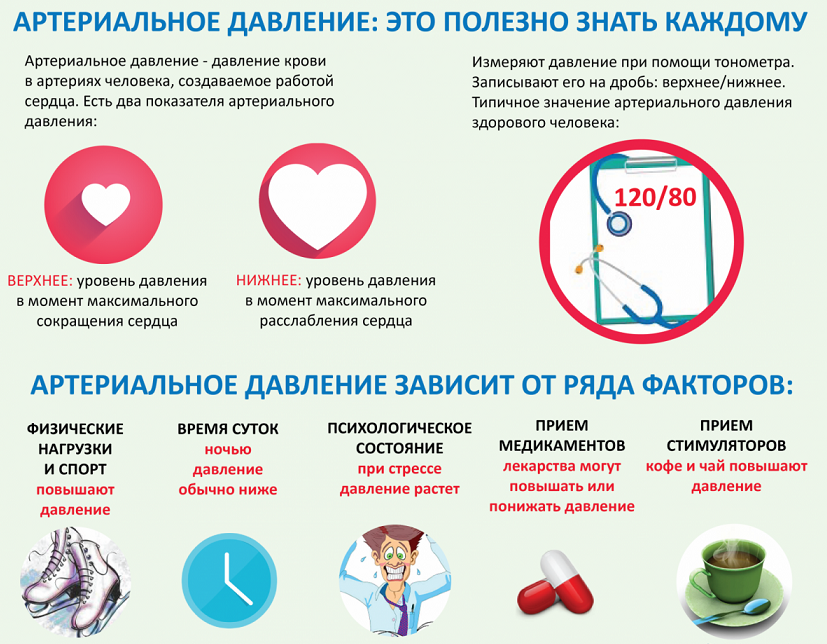 АРТЕРИАЛЬНОЕ ДАВЛЕНИЕ: ЭТО ПОЛЕЗНО ЗНАТЬ КАЖДОМУ
Артериальное давление - давление крови
в артериях человека, создаваемое работой
сердца. Есть два показателя артериального
давления:
Измеряют давление при помощи тонометра.
Записывают его на дробь: верхнее/нижнее.
Типичное значение артериального давления
здорового человека:
120/80
ВЕРХНЕЕ: уровень давления
в момент максимального
сокращения сердца
НИЖНЕЕ: уровень давления
в момент максимального
расслабления сердца
АРТЕРИАЛЬНОЕ ДАВЛЕНИЕ ЗАВИСИТ ОТ РЯДА ФАКТОРОВ:
ФИЗИЧЕСКИЕ
НАГРУЗКИ
И СПОРТ
повышают
давление
ВРЕМЯ СУТОК
ночью
давление
обычно ниже
ПСИХОЛОГИЧЕСКОЕ
СОСТОЯНИЕ
при стрессе
давление растет
ПРИЕМ
МЕДИКАМЕНТОВ
лекарства могут
повышать или
понижать давление
ПРИЕМ
СТИМУЛЯТОРОВ
кофе и чай повышают
давление